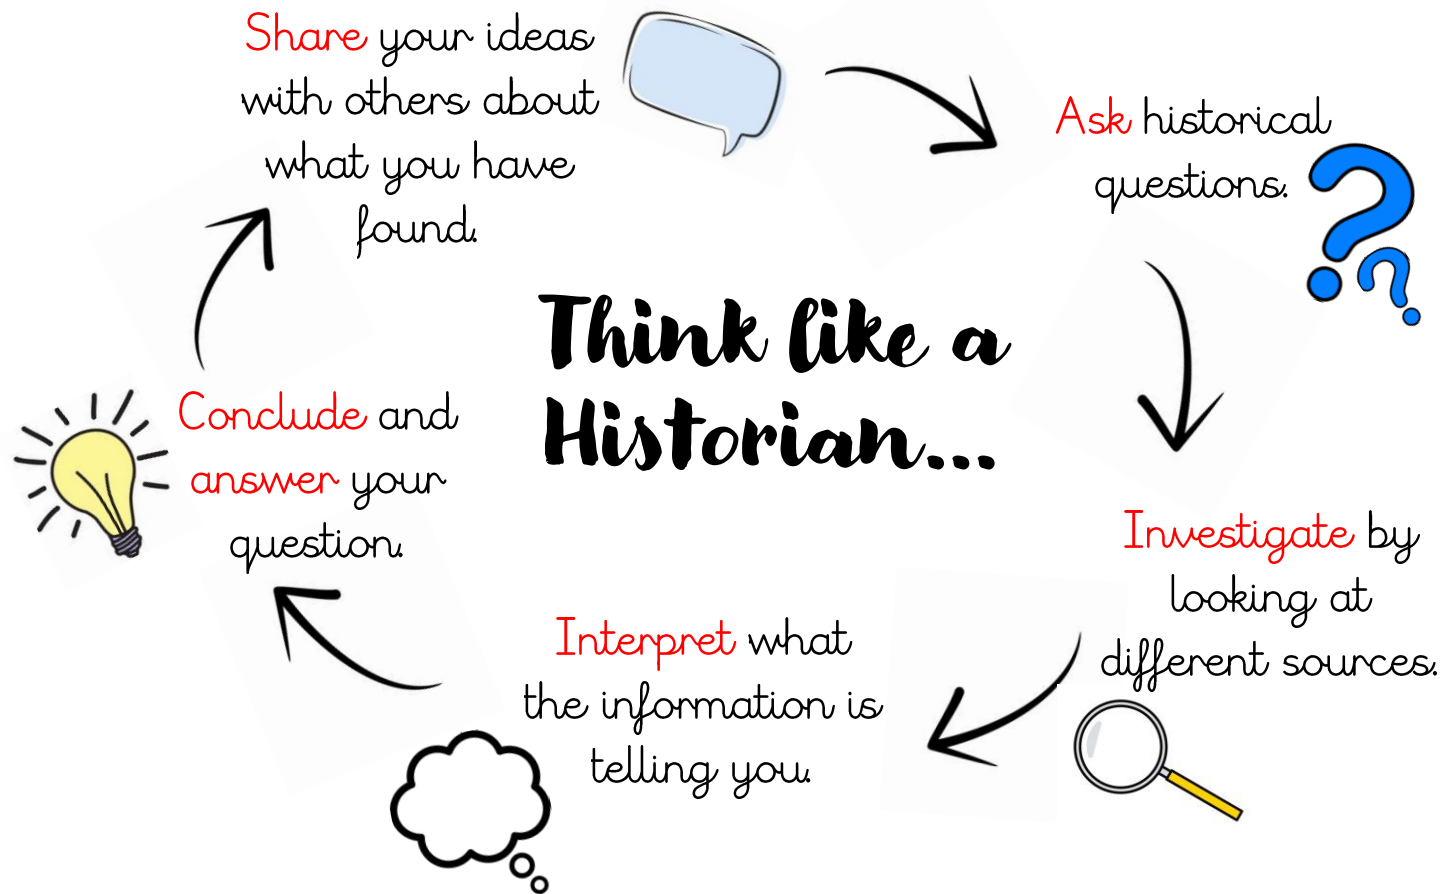 Share your ideas
with others about
what you have
found.
Ask historical
questions.
Think like a
Historian...
Conclude and
answer your
question.
Investigate by
looking at
different sources.
Interpret what
the information is
telling you.